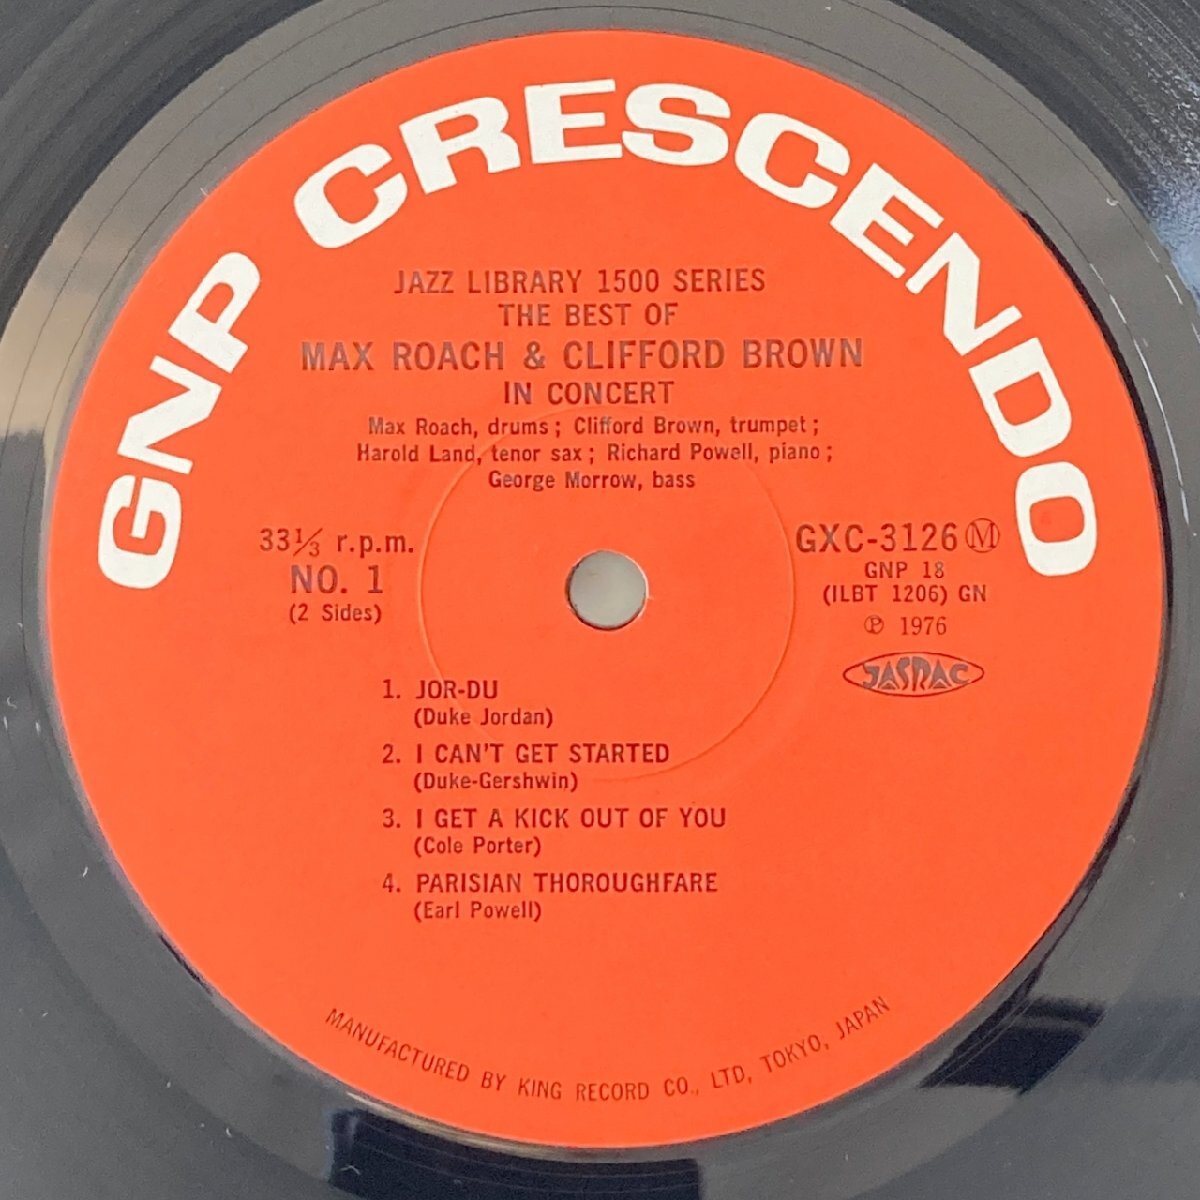 GNP CRESCENDO
JAZZ LIBRARY 1500 SERIES
THE BEST OF
MAX ROACH & CLIFFORD BROWN
IN CONCERT
Max Roach, drums ; Clifford Brown, trumpet ;
Harold Land, tenor sax ; Richard Powell, piano ;
George Morrow, bass
33⅓ r.p.m.
NO. 1
(2 Sides)
GXC-3126 Ⓜ
GNP 18
(ILBT 1206) GN
℗ 1976
JASRAC
1. JOR-DU
(Duke Jordan)
2. I CAN'T GET STARTED
(Duke-Gershwin)
3. I GET A KICK OUT OF YOU
(Cole Porter)
4. PARISIAN THOROUGHFARE
(Earl Powell)
MANUFACTURED BY KING RECORD CO., LTD, TOKYO, JAPAN